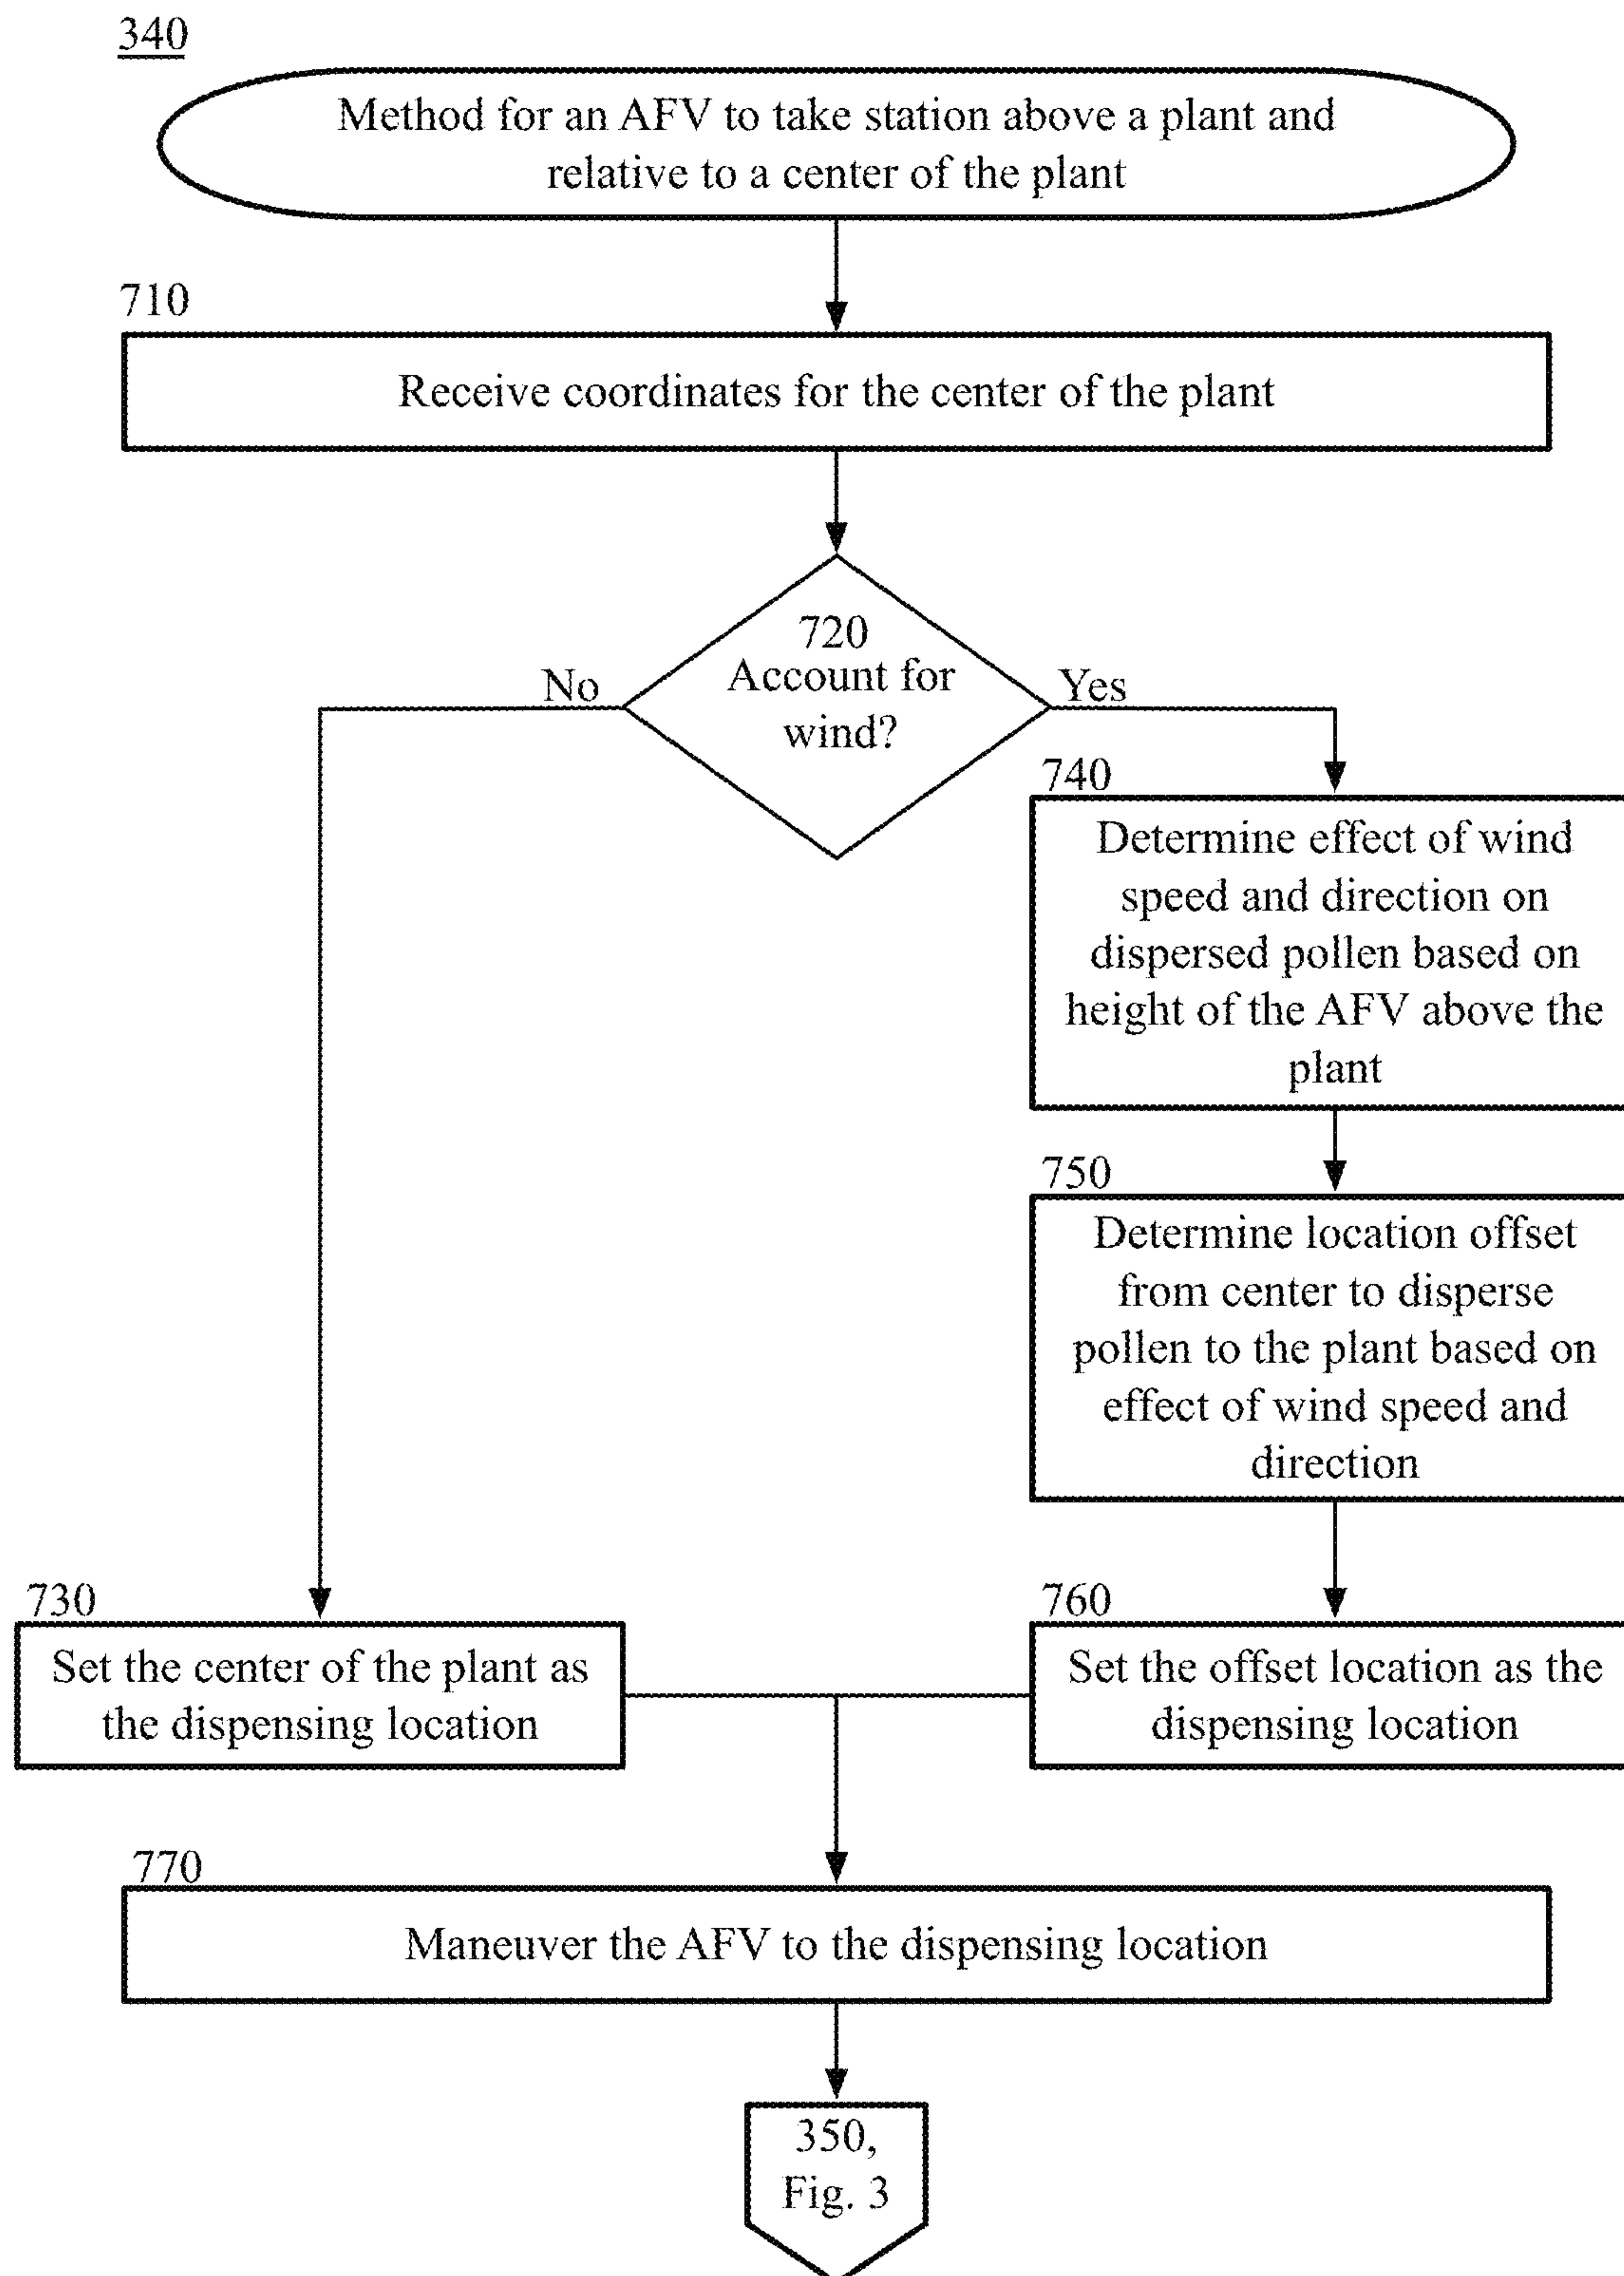 340
Method for an AFV to take station above a plant and
relative to a center of the plant
710
Receive coordinates for the center of the plant
720
Account for
wind?
No
Yes
740
Determine effect of wind
speed and direction on
dispersed pollen based on
height of the AFV above the
plant
750
Determine location offset
from center to disperse
pollen to the plant based on
effect of wind speed and
direction
730
Set the center of the plant as
the dispensing location
760
Set the offset location as the
dispensing location
770
Maneuver the AFV to the dispensing location
350,
Fig. 3